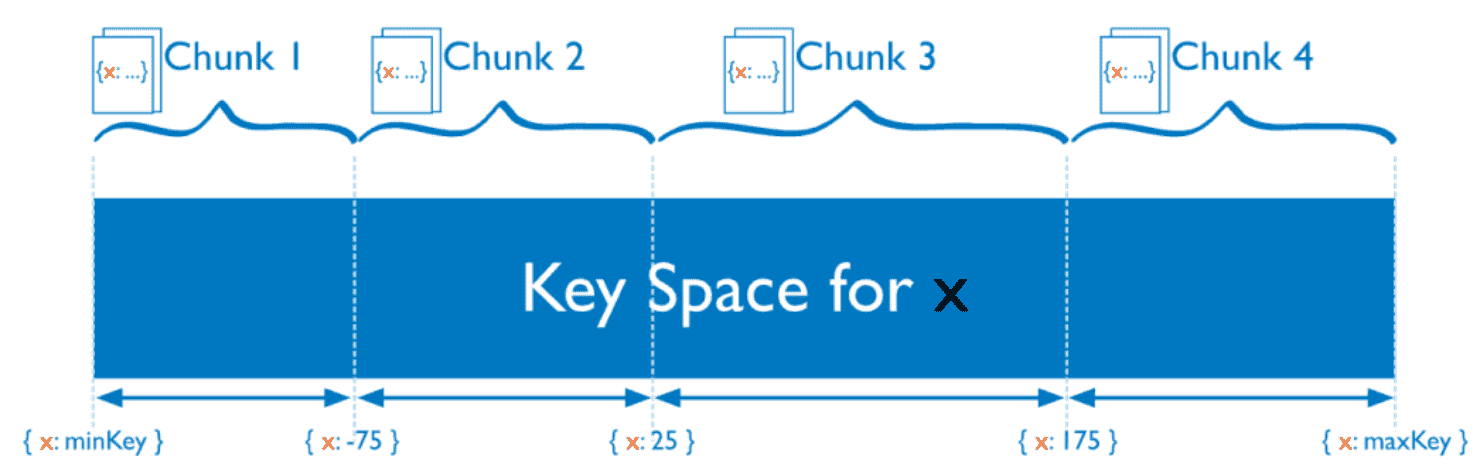 Chunk 1
{x: ...}
Chunk 2
{x: ...}
Chunk 3
{x: ...}
Chunk 4
{x: ...}
Key Space for x
{ x: minKey }
{ x: -75 }
{ x: 25 }
{ x: 175 }
{ x: maxKey }